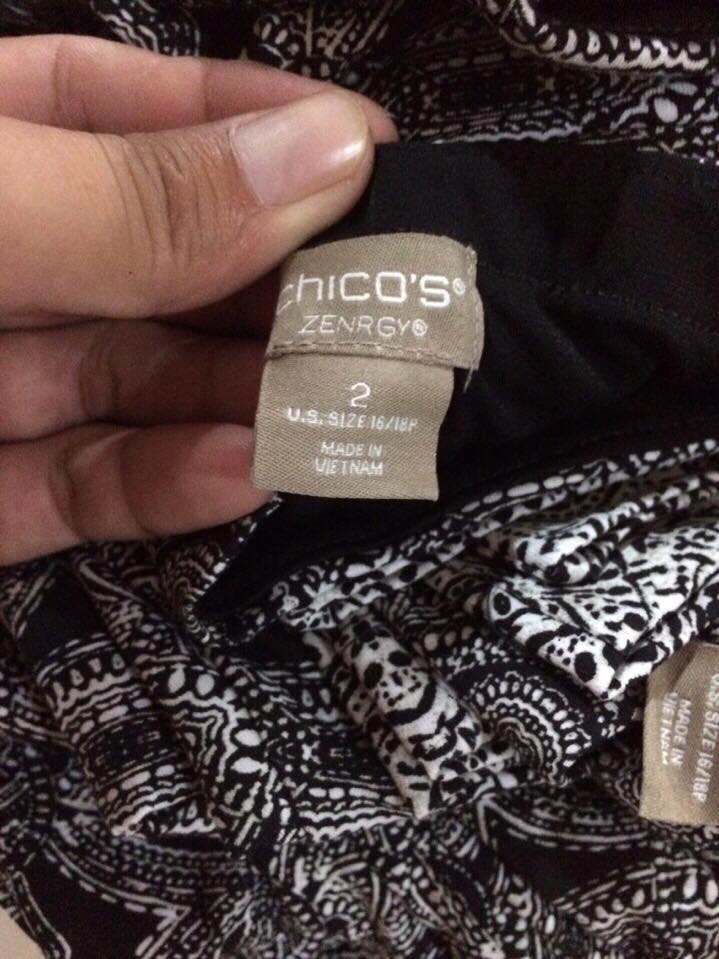 chico's®
ZENRGY®
2
U.S. SIZE 16/18P
MADE IN
VIETNAM
U.S. SIZE 16/18P
MADE IN
VIETNAM